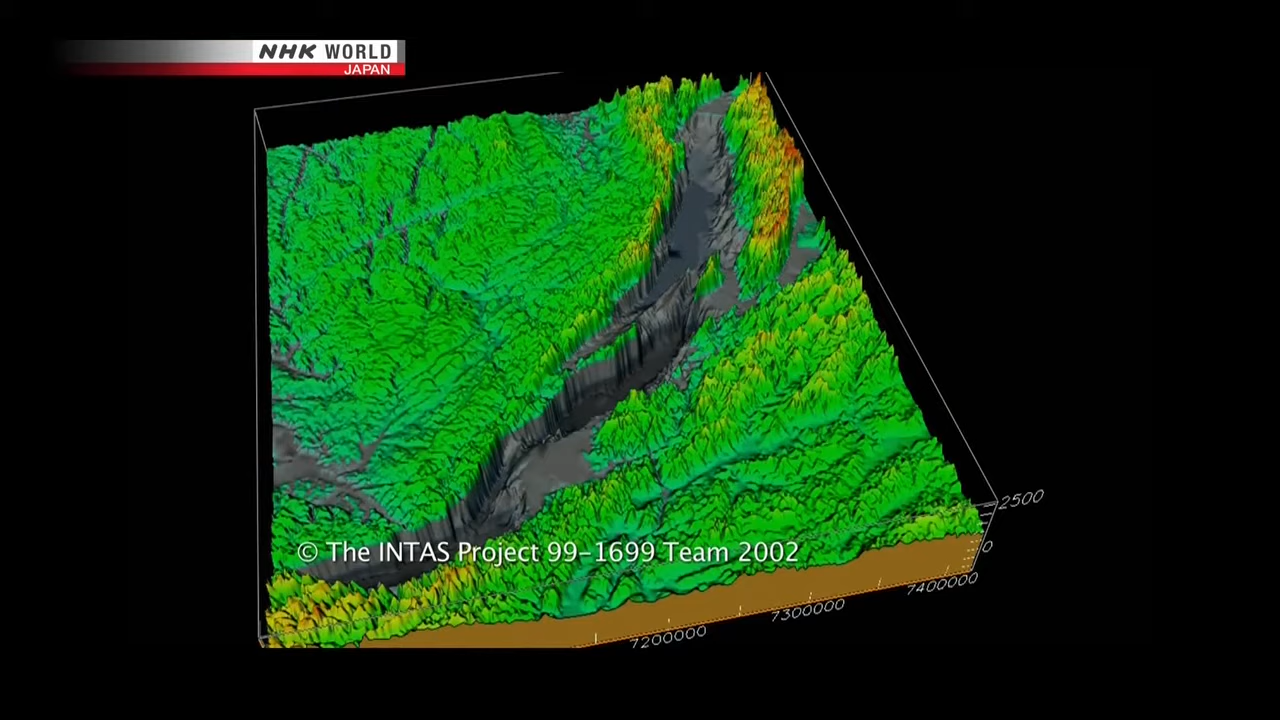 NHK WORLD
JAPAN
2500
0
7400000
7300000
7200000
© The INTAS Project 99-1699 Team 2002